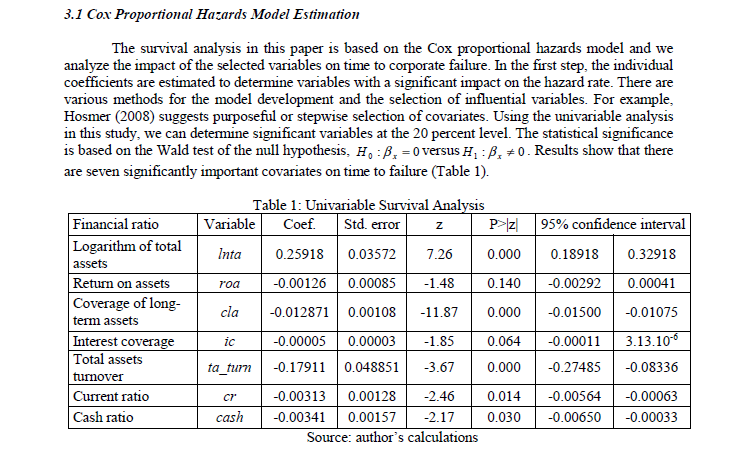 3.1 Cox Proportional Hazards Model Estimation
The survival analysis in this paper is based on the Cox proportional hazards model and we
analyze the impact of the selected variables on time to corporate failure. In the first step, the individual
coefficients are estimated to determine variables with a significant impact on the hazard rate. There are
various methods for the model development and the selection of influential variables. For example,
Hosmer (2008) suggests purposeful or stepwise selection of covariates. Using the univariable analysis
in this study, we can determine significant variables at the 20 percent level. The statistical significance
is based on the Wald test of the null hypothesis, H₀ : βₓ = 0 versus H₁ : βₓ ≠ 0. Results show that there
are seven significantly important covariates on time to failure (Table 1).
Table 1: Univariable Survival Analysis
Financial ratio Variable Coef. Std. error z P>|z| 95% confidence interval
Logarithm of total
assets lnta 0.25918 0.03572 7.26 0.000 0.18918 0.32918
Return on assets roa -0.00126 0.00085 -1.48 0.140 -0.00292 0.00041
Coverage of long-
term assets cla -0.012871 0.00108 -11.87 0.000 -0.01500 -0.01075
Interest coverage ic -0.00005 0.00003 -1.85 0.064 -0.00011 3.13.10⁻⁶
Total assets
turnover ta_turn -0.17911 0.048851 -3.67 0.000 -0.27485 -0.08336
Current ratio cr -0.00313 0.00128 -2.46 0.014 -0.00564 -0.00063
Cash ratio cash -0.00341 0.00157 -2.17 0.030 -0.00650 -0.00033
Source: author's calculations